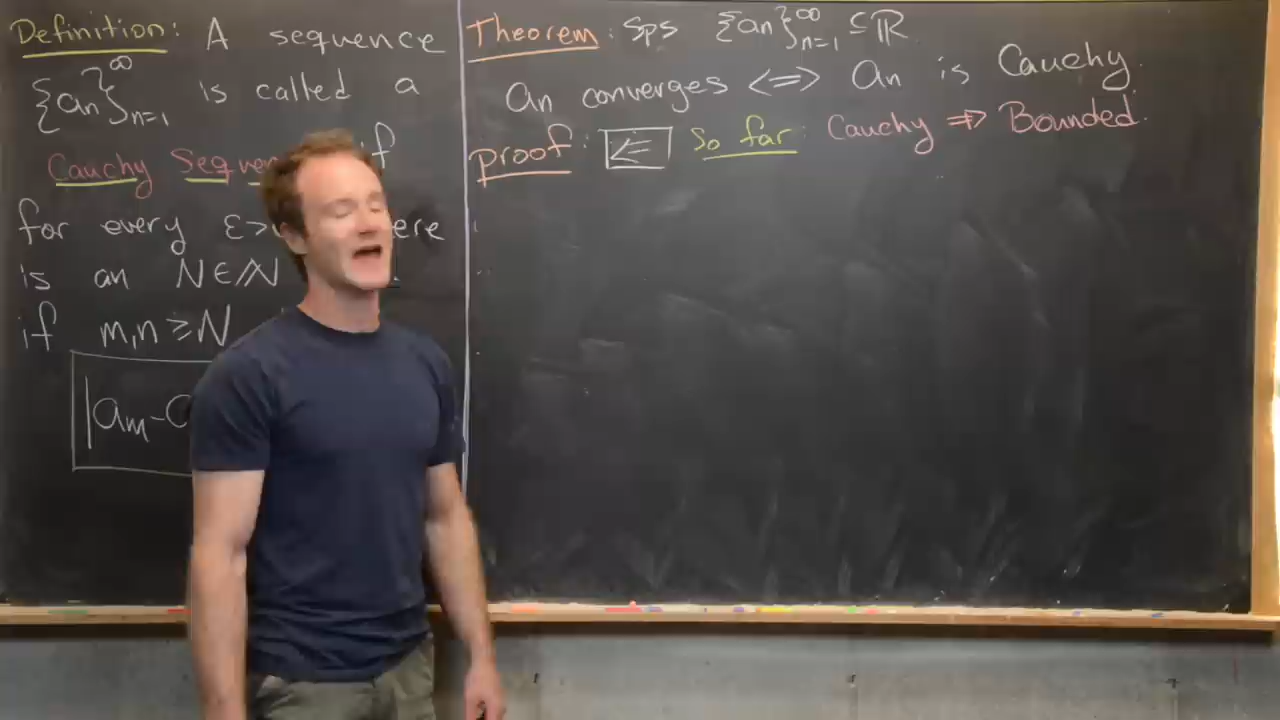 Definition: A sequence
{an}∞n=1 is called a
Cauchy if
for every ε>
is an N∈ℕ
if m,n ≥ N
|am-
Theorem: Sps {an}∞n=1 ⊆ ℝ
an converges <=> an is Cauchy.
proof: <= So far: Cauchy => Bounded.